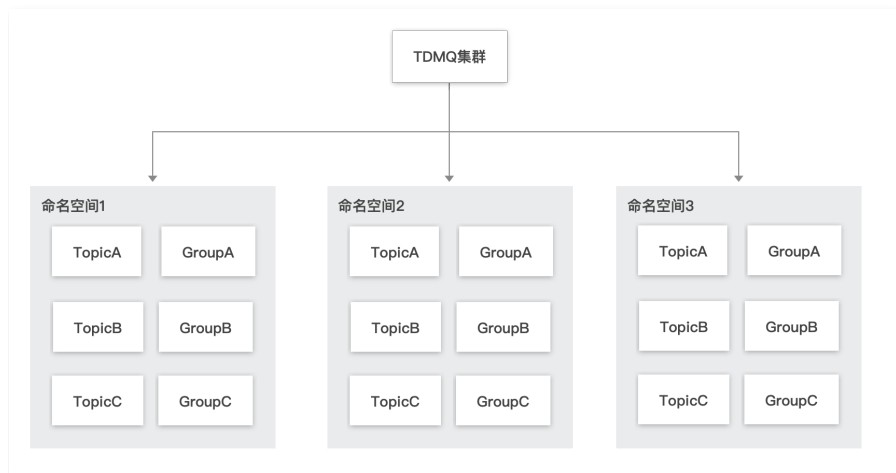 TDMQ集群
命名空间1
TopicA GroupA
TopicB GroupB
TopicC GroupC
命名空间2
TopicA GroupA
TopicB GroupB
TopicC GroupC
命名空间3
TopicA GroupA
TopicB GroupB
TopicC GroupC